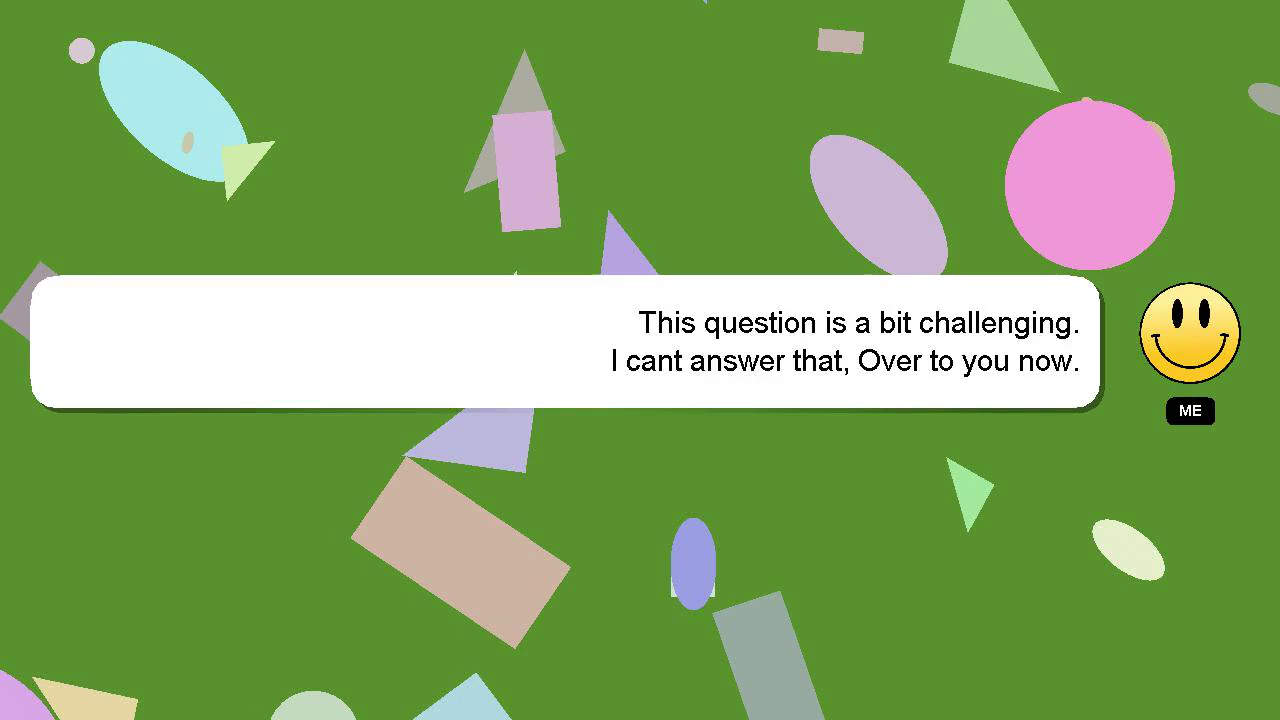 This question is a bit challenging.
I cant answer that, Over to you now.
ME